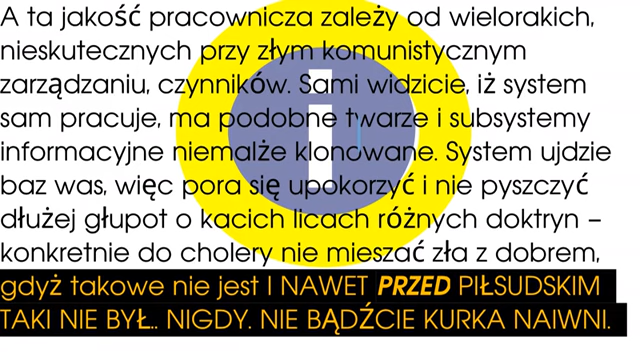 A ta jakość pracownicza zależy od wielorakich,
nieskutecznych przy złym komunistycznym
zarządzaniu, czynników. Sami widzicie, iż system
sam pracuje, ma podobne twarze i subsystemy
informacyjne niemalże klonowane. System ujdzie
baz was, więc pora się upokorzyć i nie pyszczyć
dłużej głupot o kacich licach różnych doktryn –
konkretnie do cholery nie mieszać zła z dobrem,
gdyż takowe nie jest I NAWET PRZED PIŁSUDSKIM
TAKI NIE BYŁ.. NIGDY. NIE BĄDŹCIE KURKA NAIWNI.